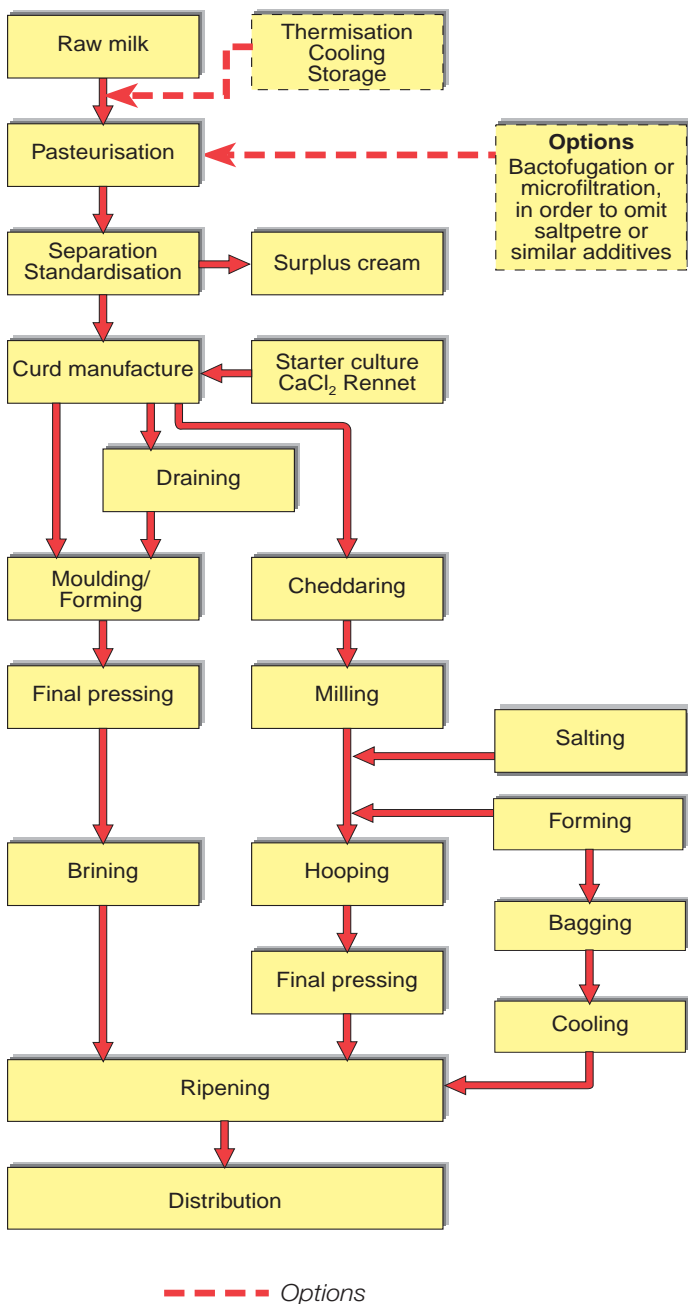 Raw milk
Thermisation
Cooling
Storage
Pasteurisation
Options
Bactofugation or
microfiltration,
in order to omit
saltpetre or
similar additives
Separation
Standardisation
Surplus cream
Curd manufacture
Starter culture
CaCl₂ Rennet
Draining
Moulding/
Forming
Cheddaring
Final pressing
Milling
Salting
Forming
Brining
Hooping
Bagging
Final pressing
Cooling
Ripening
Distribution
Options